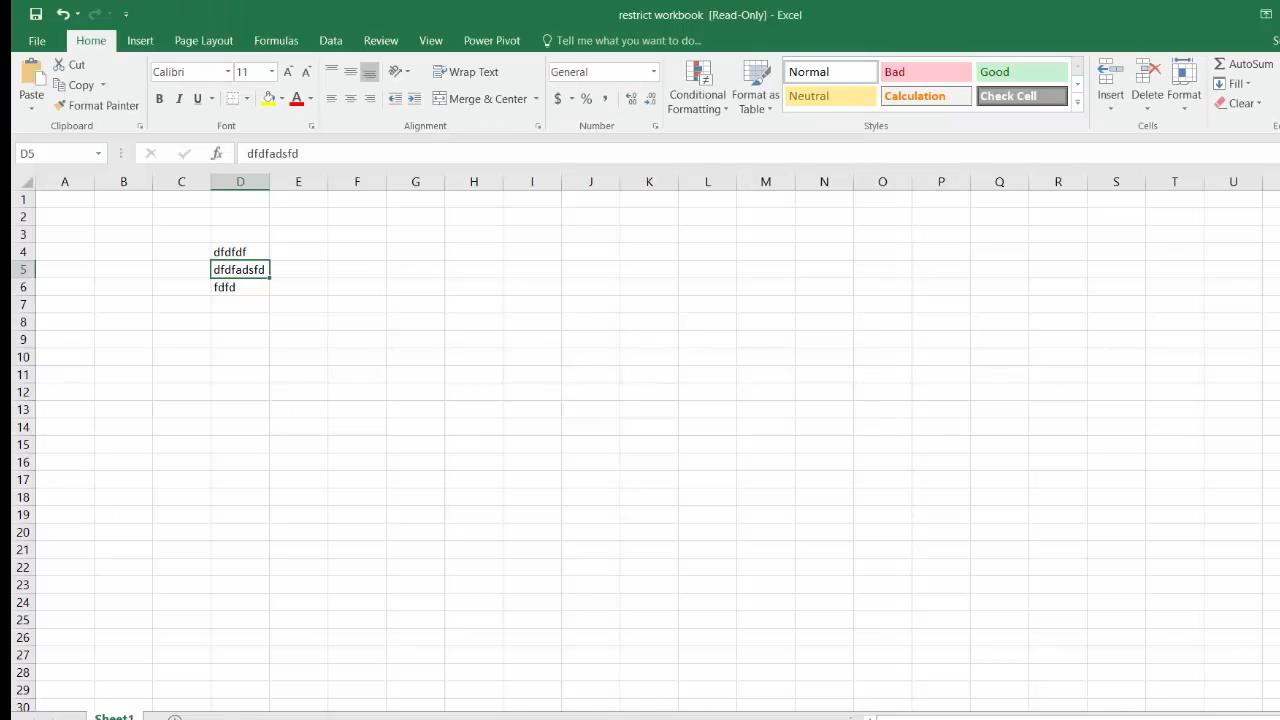 restrict workbook [Read-Only] - Excel
File Home Insert Page Layout Formulas Data Review View Power Pivot Tell me what you want to do...
Paste
Cut
Copy
Format Painter
Clipboard
Calibri 11
B I U
Font
Wrap Text
Merge & Center
Alignment
General
$ % ,
Number
Conditional Formatting
Format as Table
Normal Bad Good
Neutral Calculation Check Cell
Styles
Insert Delete Format
Cells
AutoSum
Fill
Clear
D5 fx dfdfadsfd
A B C D E F G H I J K L M N O P Q R S T U
1
2
3
4 dfdfdf
5 dfdfadsfd
6 fdfd
7
8
9
10
11
12
13
14
15
16
17
18
19
20
21
22
23
24
25
26
27
28
29
30
Sheet1